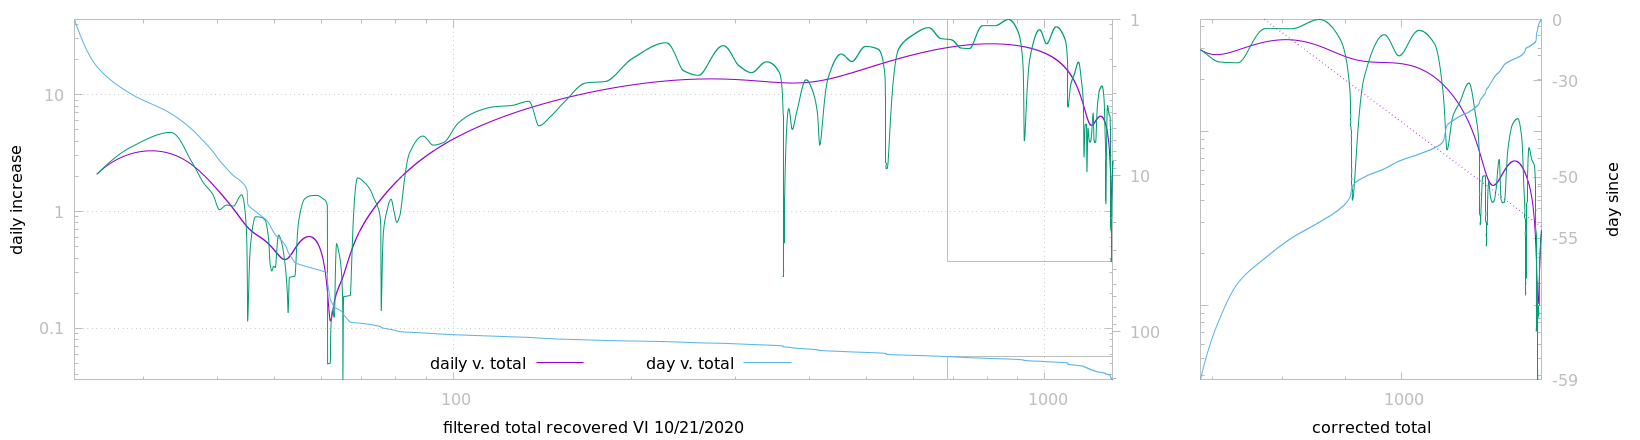 daily increase
10
1
0.1
100
1000
1
10
100
daily v. total
day v. total
filtered total recovered VI 10/21/2020
0
-30
-50
-55
-59
1000
day since
corrected total